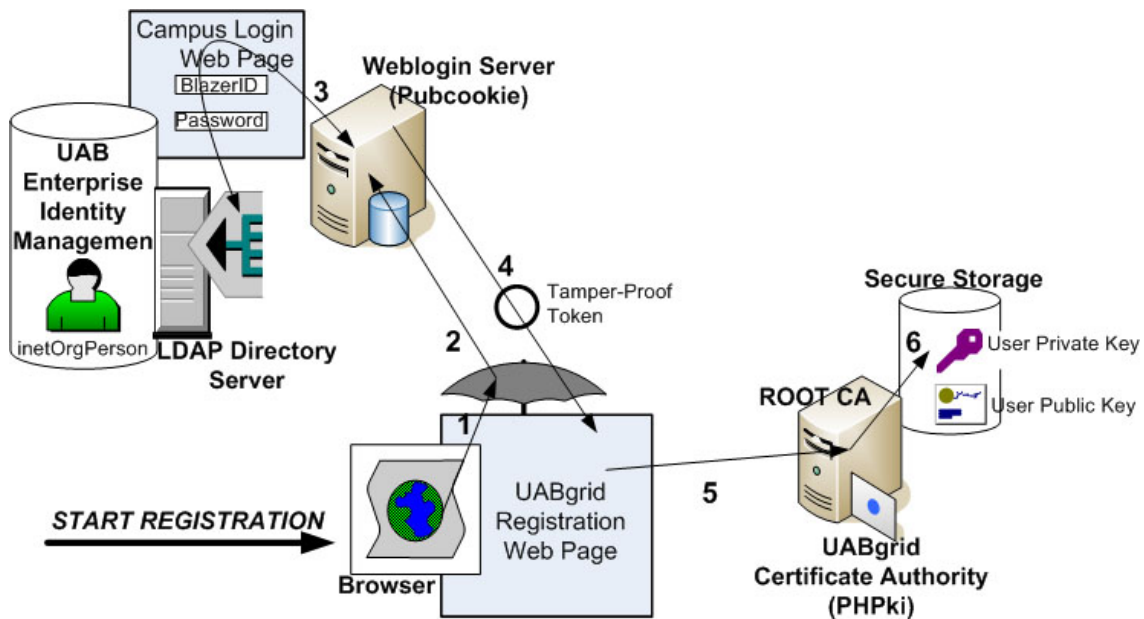 Campus Login
Web Page
BlazerID
Password
3
Weblogin Server
(Pubcookie)
UAB
Enterprise
Identity
Managemen
inetOrgPerson
LDAP Directory
Server
4
Tamper-Proof
Token
2
1
Secure Storage
6
User Private Key
User Public Key
ROOT CA
START REGISTRATION
Browser
UABgrid
Registration
Web Page
5
UABgrid
Certificate Authority
(PHPki)